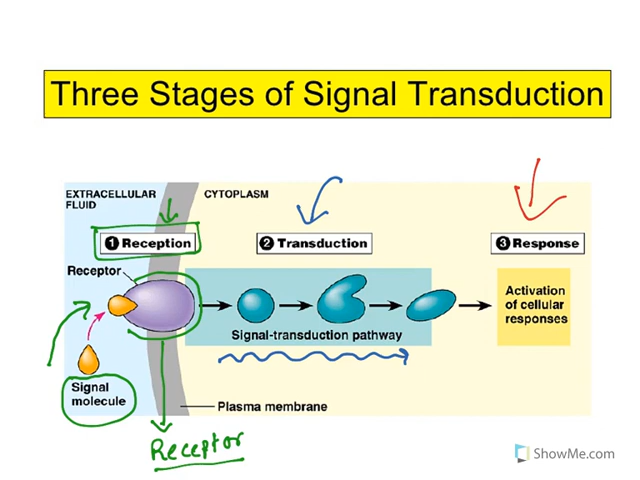 Three Stages of Signal Transduction
EXTRACELLULAR
FLUID
CYTOPLASM
1 Reception
2 Transduction
3 Response
Receptor
Activation
of cellular
responses
Signal-transduction pathway
Signal
molecule
Plasma membrane
Receptor
ShowMe.com